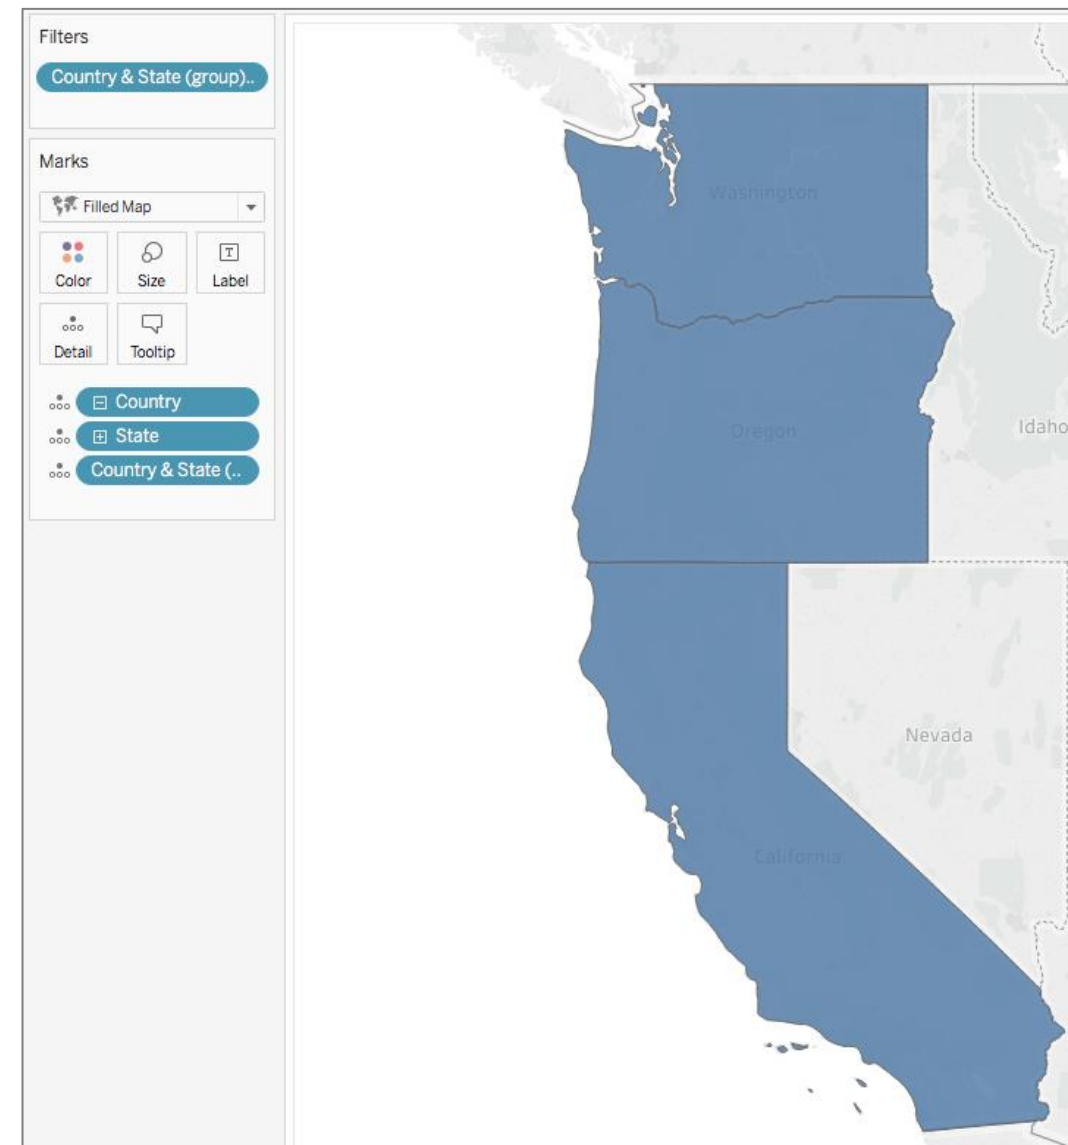 Filters
Country & State (group)..
Marks
Filled Map
Color Size Label
Detail Tooltip
Country
State
Country & State (..
Washington
Oregon
Idaho
Nevada
California